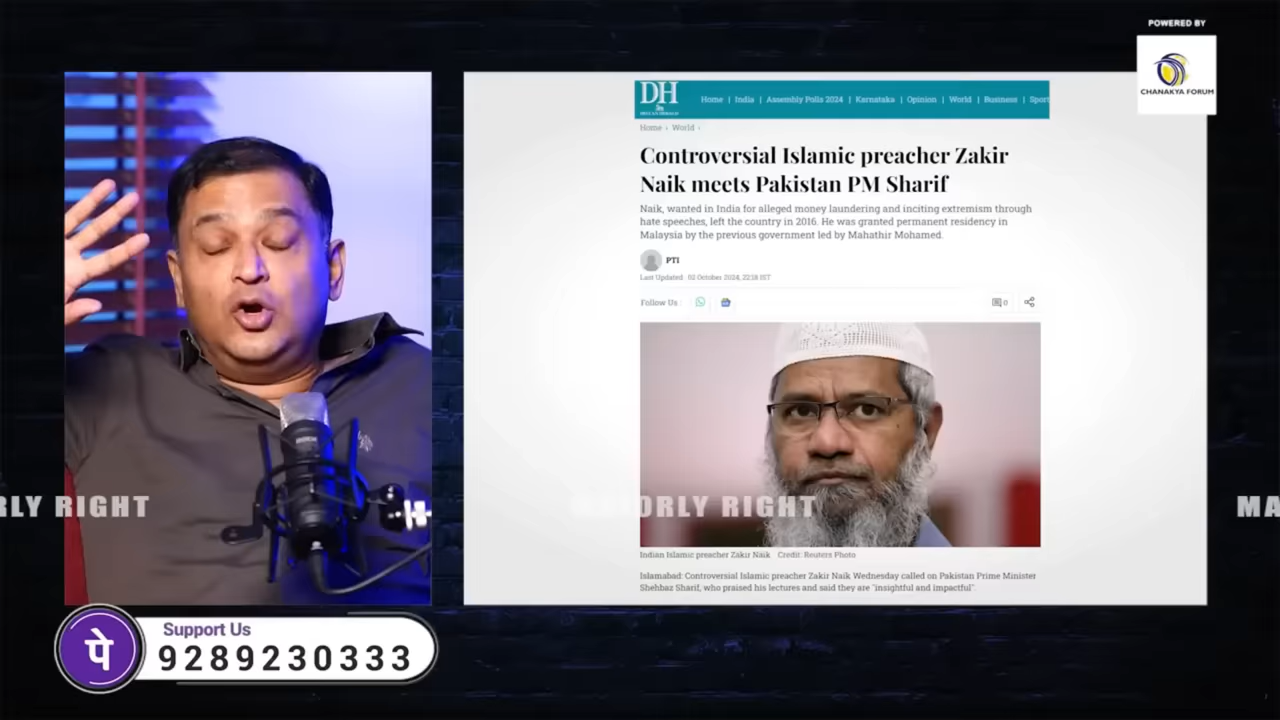 POWERED BY
CHANAKYA FORUM
DH
DECCAN HERALD
Home | India | Assembly Polls 2024 | Karnataka | Opinion | World | Business | Sport
Home › World ›
Controversial Islamic preacher Zakir
Naik meets Pakistan PM Sharif
Naik, wanted in India for alleged money laundering and inciting extremism through
hate speeches, left the country in 2016. He was granted permanent residency in
Malaysia by the previous government led by Mahathir Mohamed.
PTI
Last Updated 02 October 2024, 22:18 IST
Follow Us :
0
RLY RIGHT
MAJORLY RIGHT
MA
Indian Islamic preacher Zakir Naik Credit: Reuters Photo
Islamabad: Controversial Islamic preacher Zakir Naik Wednesday called on Pakistan Prime Minister
Shehbaz Sharif, who praised his lectures and said they are "insightful and impactful".
पे
Support Us
9289230333